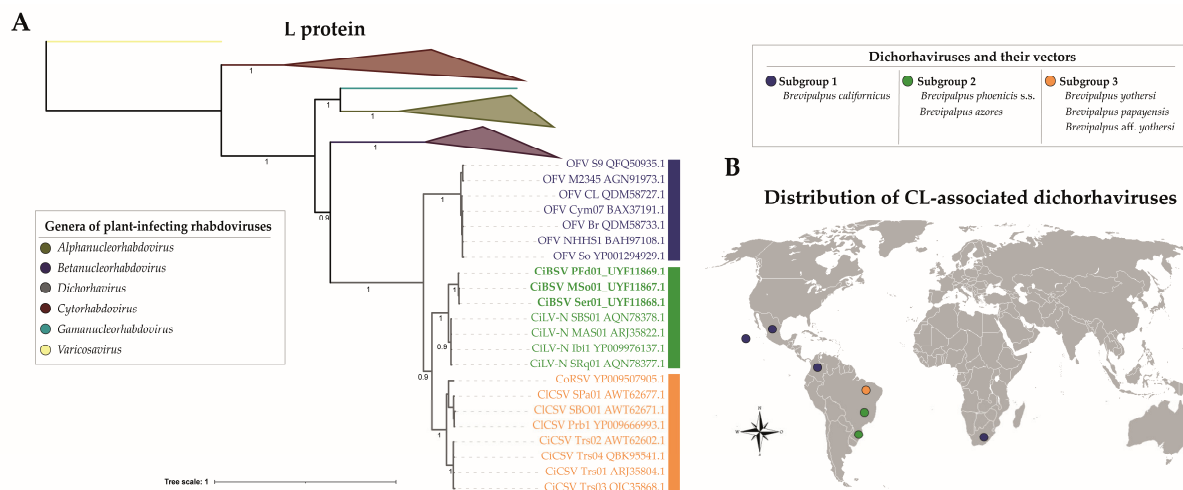 A
L protein
1
1
1
1
1
0.9
1
1
1
1
0.9
0.9
1
OFV S9 QFQ50935.1
OFV M2345 AGN91973.1
OFV CL QDM58727.1
OFV Cym07 BAX37191.1
OFV Br QDM58733.1
OFV NHHS1 BAH97108.1
OFV So YP001294929.1
CiBSV PFd01_UYF11869.1
CiBSV MSo01_UYF11867.1
CiBSV Ser01_UYF11868.1
CiLV-N SBS01 AQN78378.1
CiLV-N MAS01 ARJ35822.1
CiLV-N Ibi1 YP009976137.1
CiLV-N SRq01 AQN78377.1
CoRSV YP009507905.1
ClCSV SPa01 AWT62677.1
ClCSV SBO01 AWT62671.1
ClCSV Prb1 YP009666993.1
CiCSV Trs02 AWT62602.1
CiCSV Trs04 QBK95541.1
CiCSV Trs01 ARJ35804.1
CiCSV Trs03 QIC35868.1
Genera of plant-infecting rhabdoviruses
Alphanucleorhabdovirus
Betanucleorhabdovirus
Dichorhavirus
Cytorhabdovirus
Gamanucleorhabdovirus
Varicosavirus
Tree scale: 1
Dichorhaviruses and their vectors
Subgroup 1
Brevipalpus californicus
Subgroup 2
Brevipalpus phoenicis s.s.
Brevipalpus azores
Subgroup 3
Brevipalpus yothersi
Brevipalpus papayensis
Brevipalpus aff. yothersi
B
Distribution of CL-associated dichorhaviruses
N
W
E
S